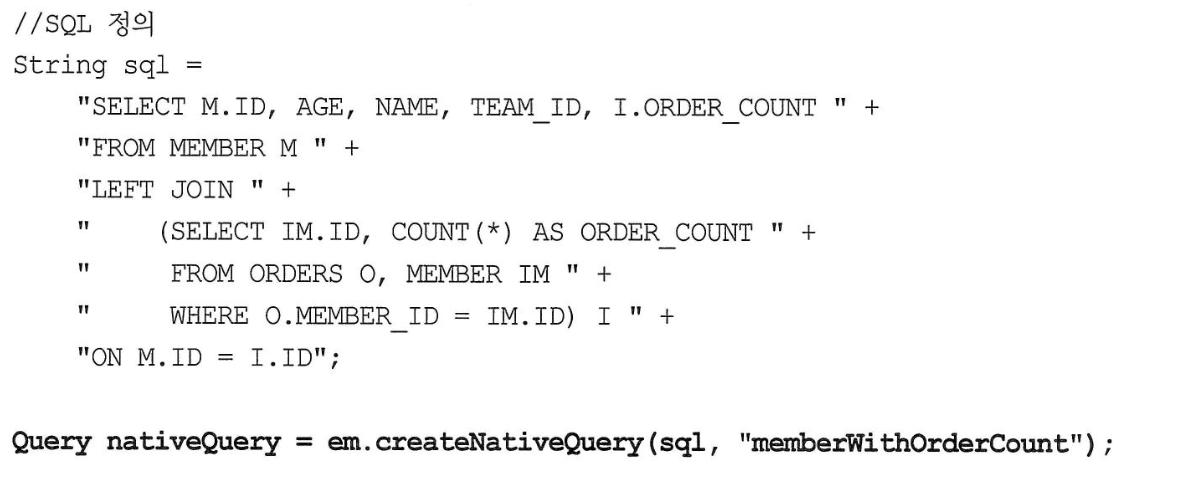 //SQL 정의
String sql =
"SELECT M.ID, AGE, NAME, TEAM_ID, I.ORDER_COUNT " +
"FROM MEMBER M " +
"LEFT JOIN " +
"    (SELECT IM.ID, COUNT(*) AS ORDER_COUNT " +
"    FROM ORDERS O, MEMBER IM " +
"    WHERE O.MEMBER_ID = IM.ID) I " +
"ON M.ID = I.ID";
Query nativeQuery = em.createNativeQuery(sql, "memberWithOrderCount");